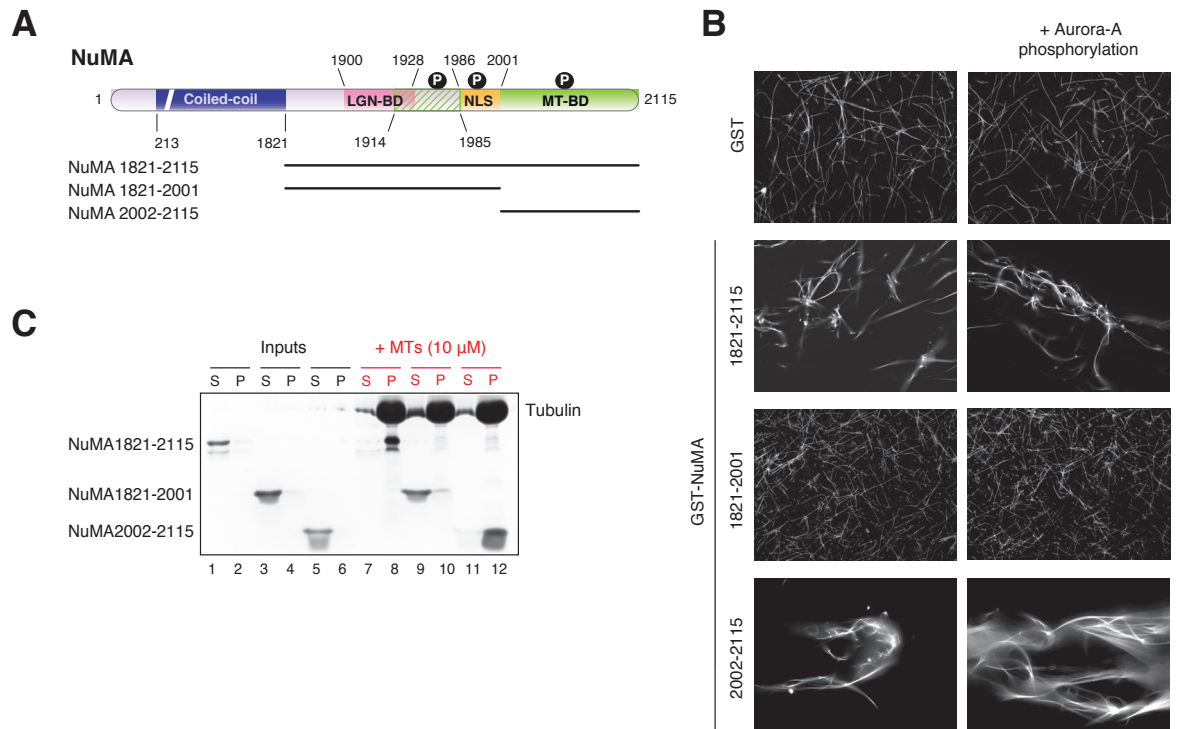 A
NuMA
1900 1928 1986 2001
P P P
1 Coiled-coil LGN-BD NLS MT-BD 2115
213 1821 1914 1985
NuMA 1821-2115
NuMA 1821-2001
NuMA 2002-2115
C
Inputs + MTs (10 µM)
S P S P S P S P S P S P
Tubulin
NuMA1821-2115
NuMA1821-2001
NuMA2002-2115
1 2 3 4 5 6 7 8 9 10 11 12
B
+ Aurora-A
phosphorylation
GST
GST-NuMA
1821-2115
1821-2001
2002-2115